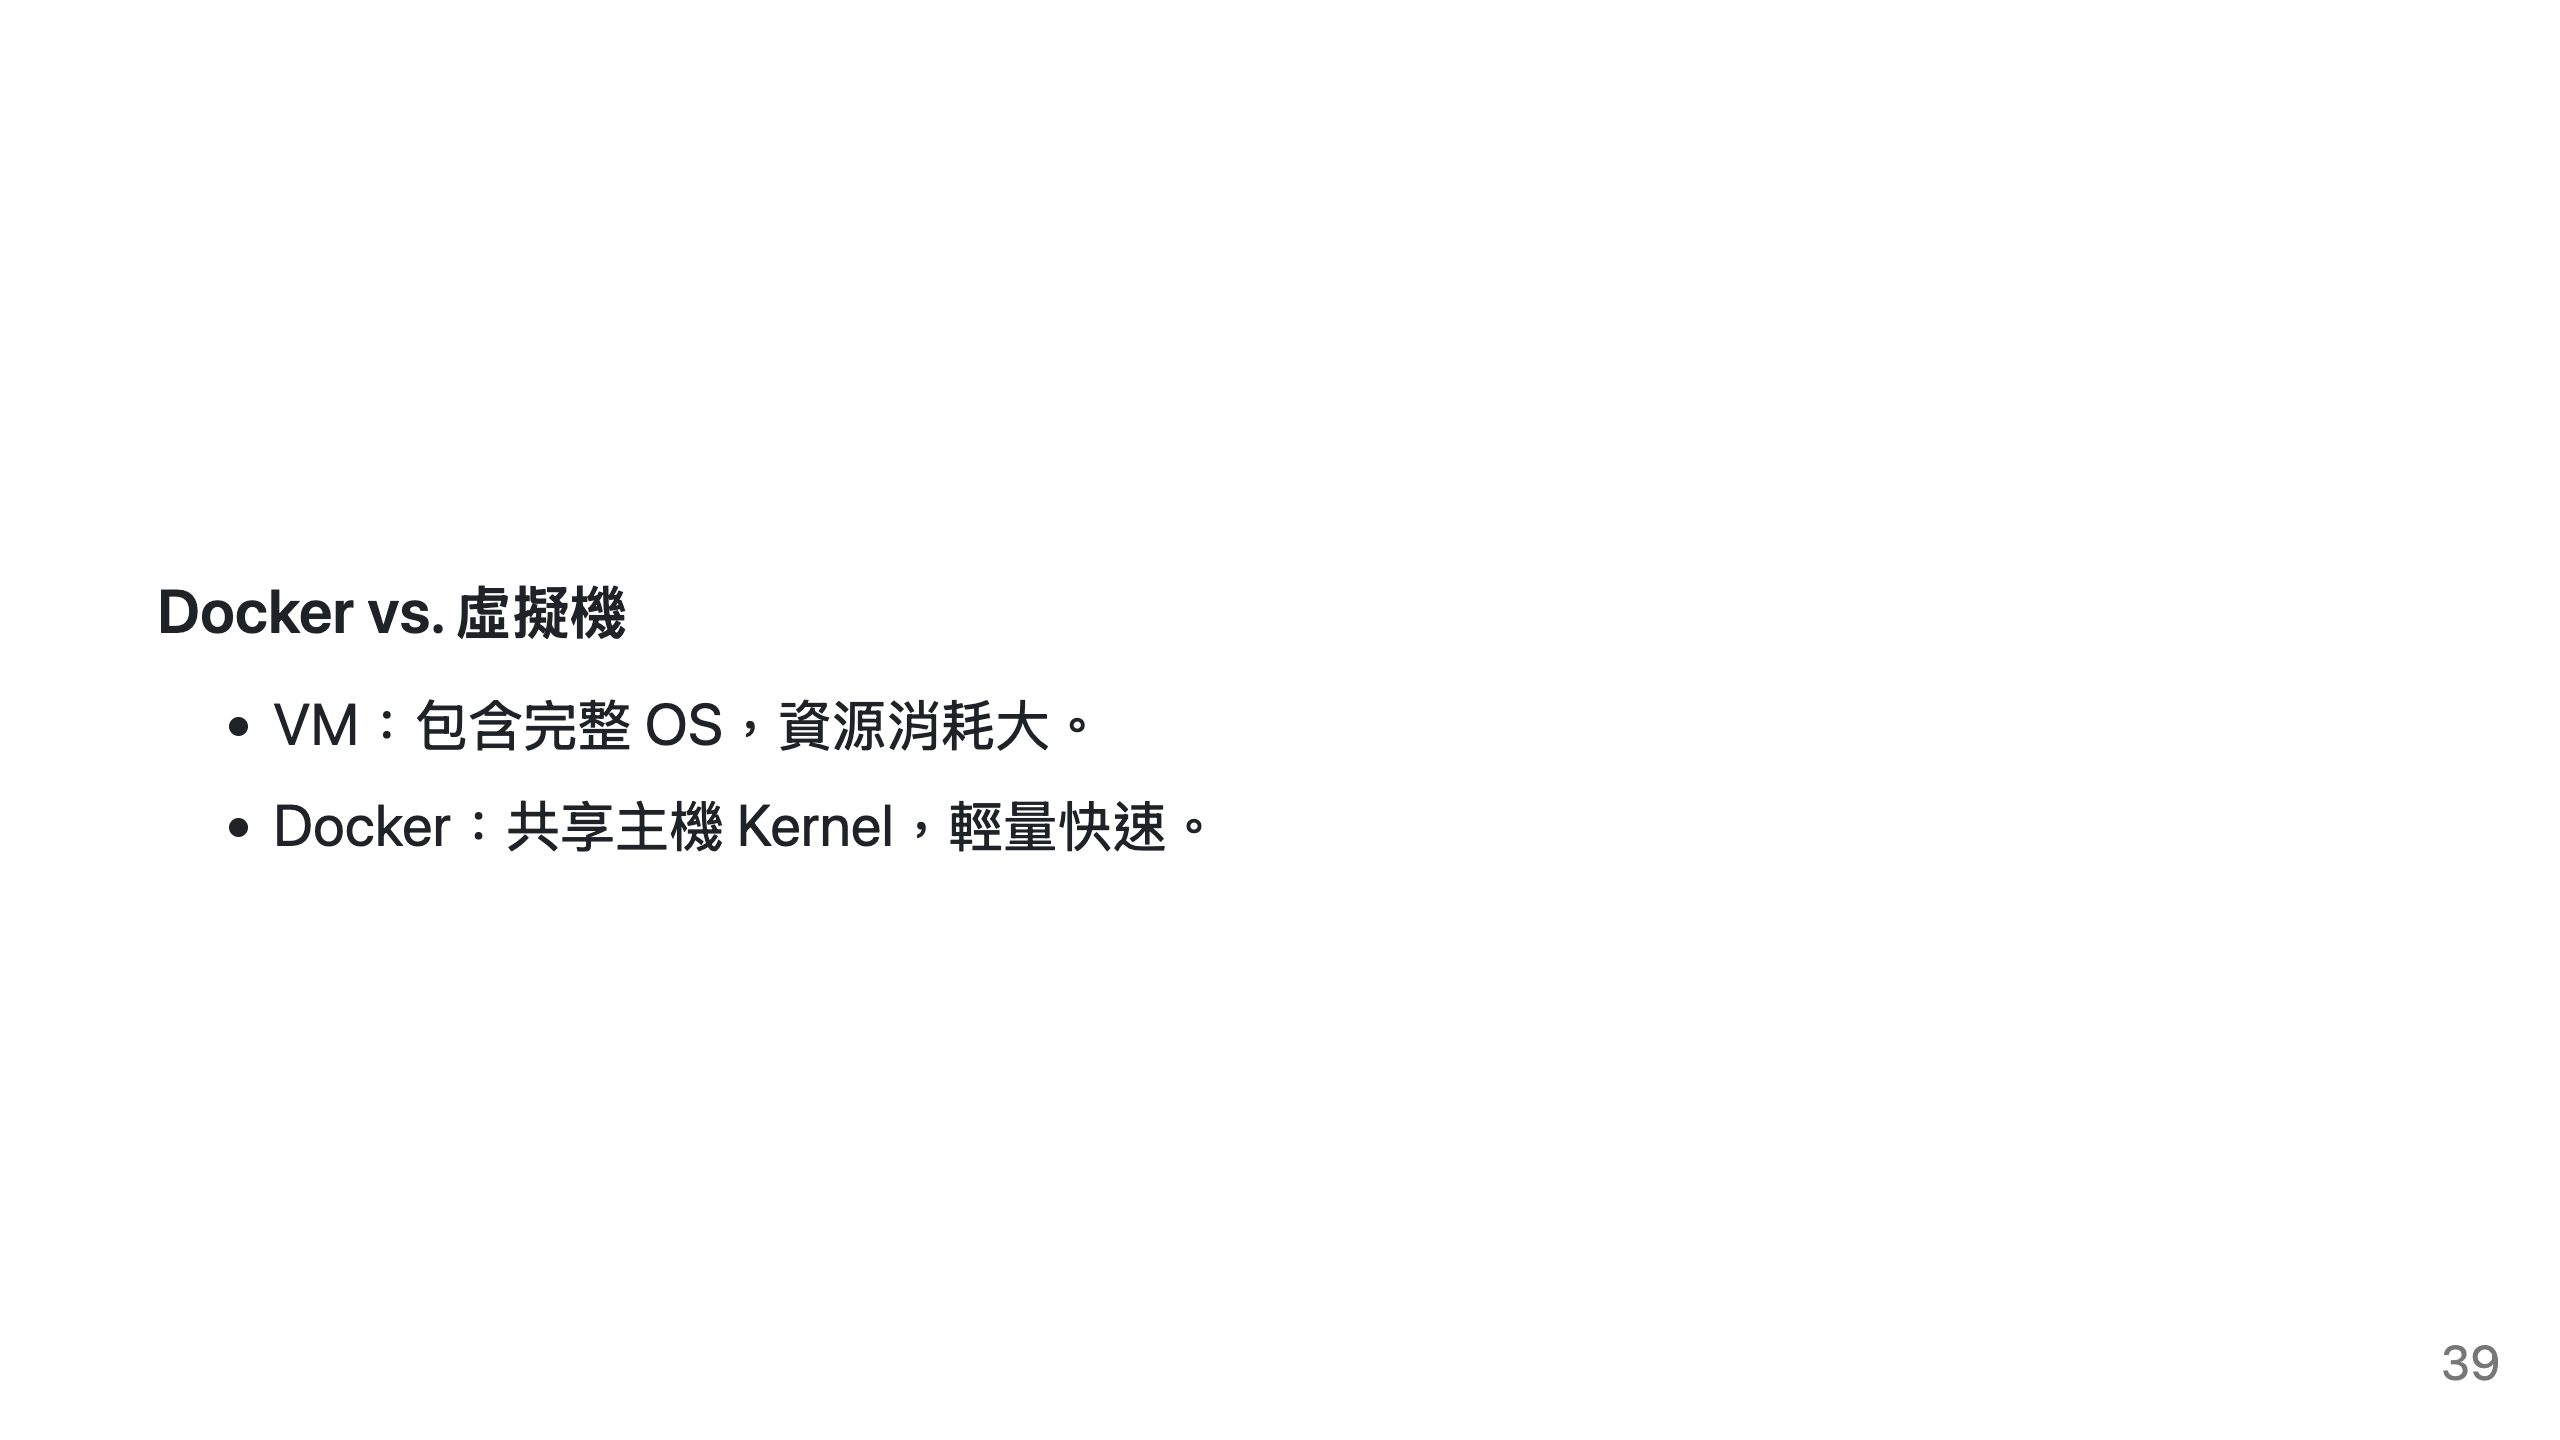 Docker vs. 虛擬機
• VM：包含完整 OS，資源消耗大。
• Docker：共享主機 Kernel，輕量快速。
39